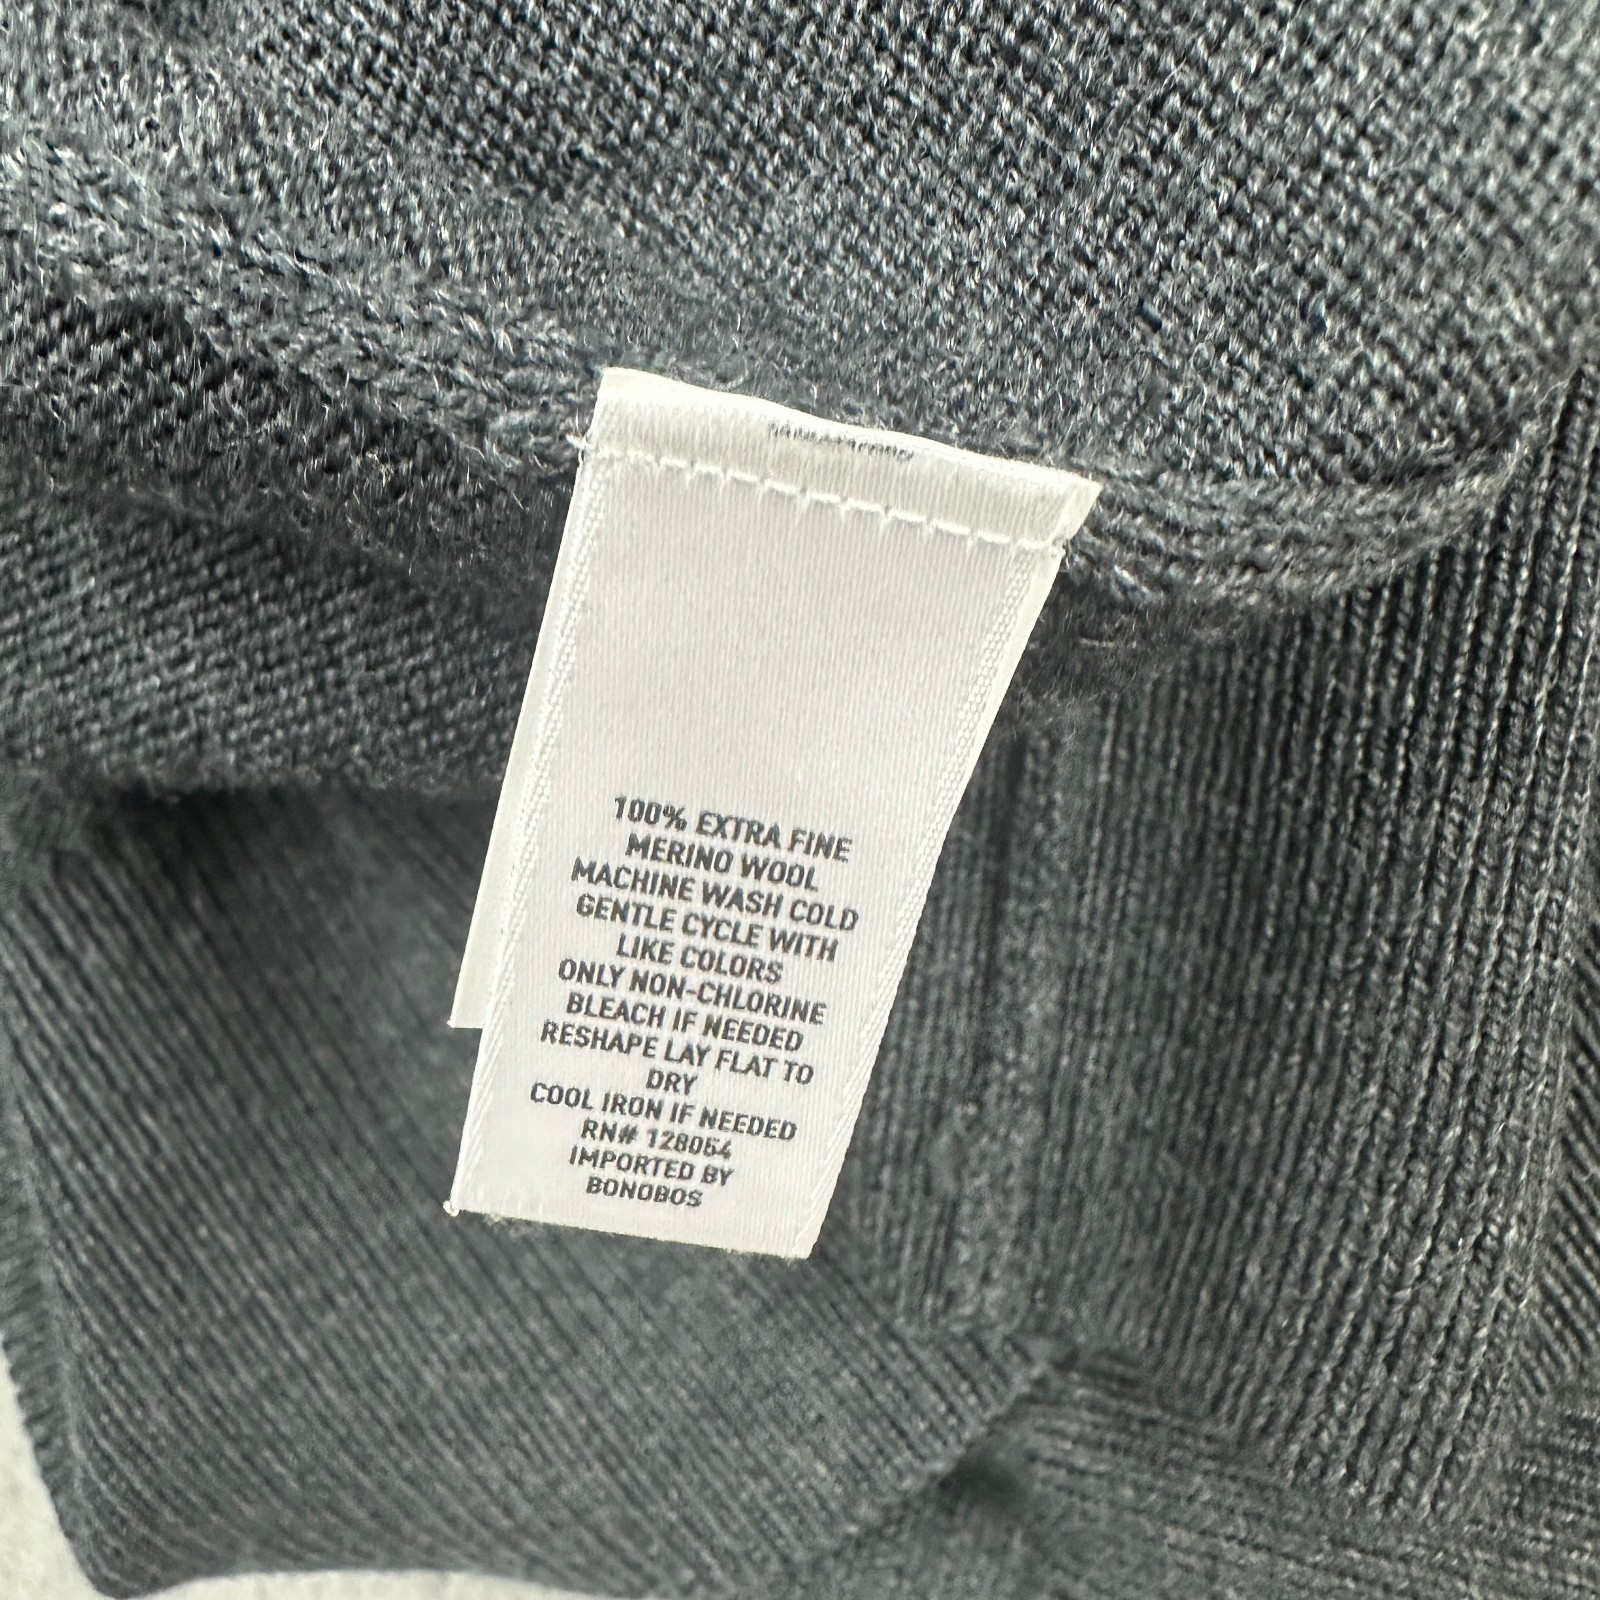 100% EXTRA FINE
MERINO WOOL
MACHINE WASH COLD
GENTLE CYCLE WITH
LIKE COLORS
ONLY NON-CHLORINE
BLEACH IF NEEDED
RESHAPE LAY FLAT TO
DRY
COOL IRON IF NEEDED
RN# 128054
IMPORTED BY
BONOBOS